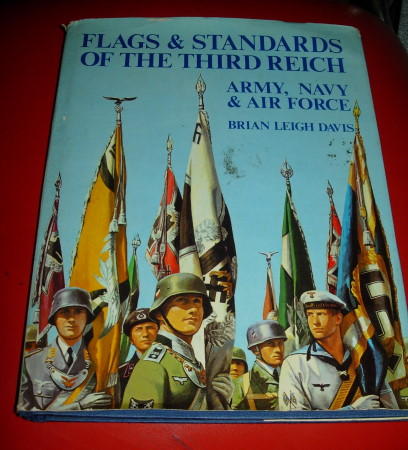 FLAGS & STANDARDS
OF THE THIRD REICH
ARMY, NAVY
& AIR FORCE
BRIAN LEIGH DAVIS